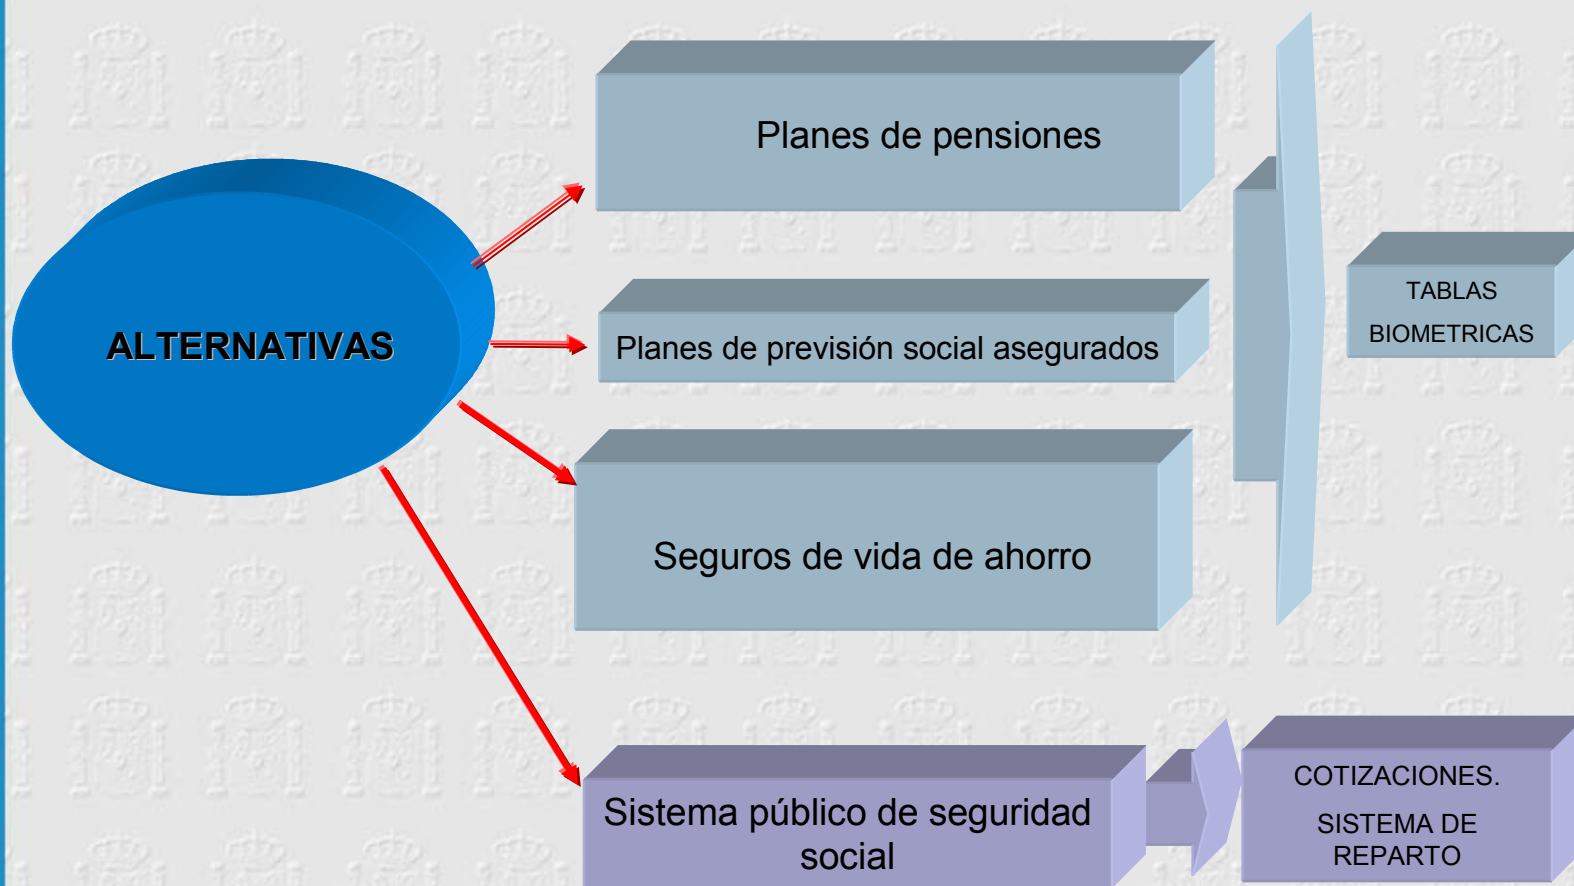 Planes de pensiones
ALTERNATIVAS
Planes de previsión social asegurados
TABLAS
BIOMETRICAS
Seguros de vida de ahorro
Sistema público de seguridad
social
COTIZACIONES.
SISTEMA DE
REPARTO